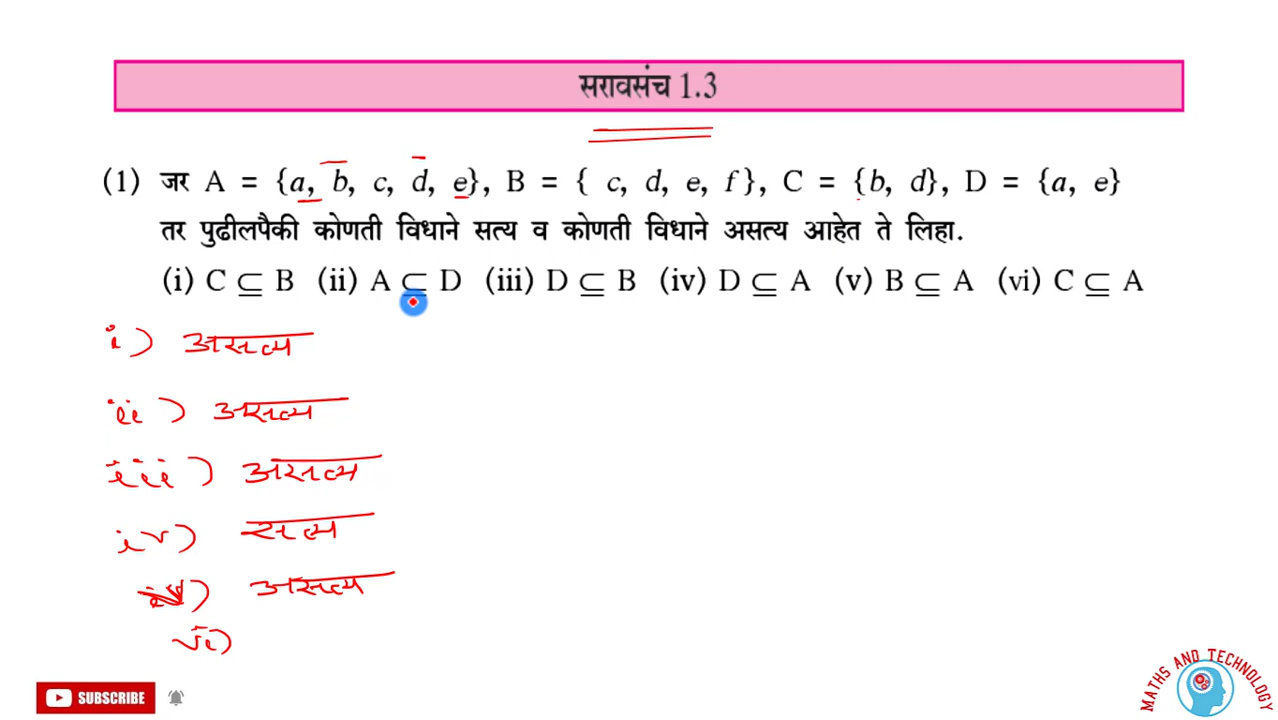 सरावसंच 1.3
(1) जर A = {a, b, c, d, e}, B = { c, d, e, f}, C = {b, d}, D = {a, e}
तर पुढीलपैकी कोणती विधाने सत्य व कोणती विधाने असत्य आहेत ते लिहा.
(i) C ⊆ B (ii) A ⊆ D (iii) D ⊆ B (iv) D ⊆ A (v) B ⊆ A (vi) C ⊆ A
i) असत्य
ii) असत्य
iii) असत्य
iv) सत्य
) असत्य
vi)
SUBSCRIBE
MATHS AND TECHNOLOGY